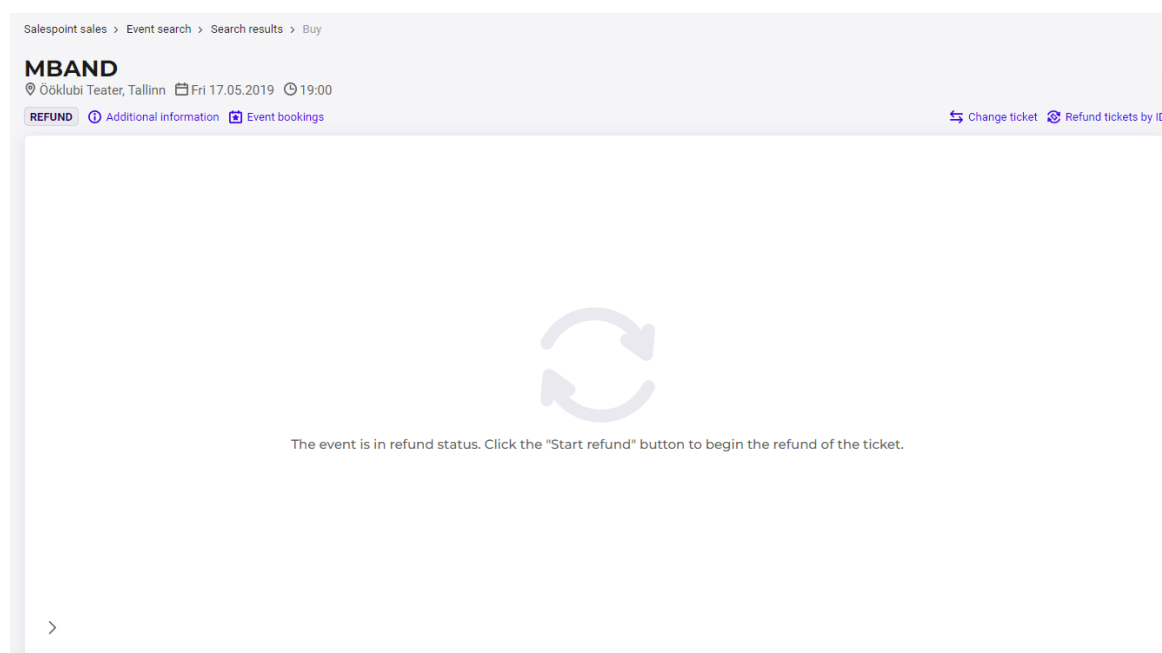 Salespoint sales > Event search > Search results > Buy
MBAND
Ööklubi Teater, Tallinn Fri 17.05.2019 19:00
REFUND Additional information Event bookings Change ticket Refund tickets by ID
The event is in refund status. Click the "Start refund" button to begin the refund of the ticket.